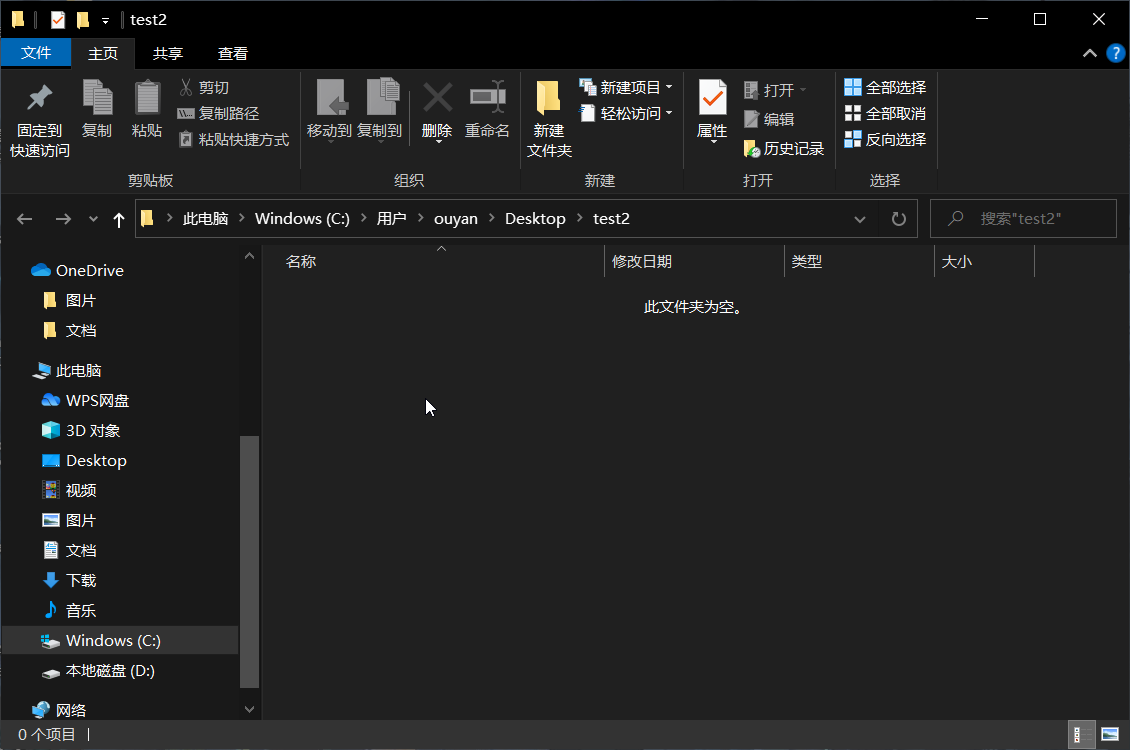 test2
文件 主页 共享 查看
固定到
快速访问
复制
粘贴
剪切
复制路径
粘贴快捷方式
剪贴板
移动到 复制到 删除 重命名
组织
新建
文件夹
新建项目
轻松访问
新建
属性
打开
编辑
历史记录
打开
全部选择
全部取消
反向选择
选择
此电脑 > Windows (C:) > 用户 > ouyan > Desktop > test2
搜索"test2"
名称 修改日期 类型 大小
此文件夹为空。
OneDrive
图片
文档
此电脑
WPS网盘
3D 对象
Desktop
视频
图片
文档
下载
音乐
Windows (C:)
本地磁盘 (D:)
网络
0 个项目